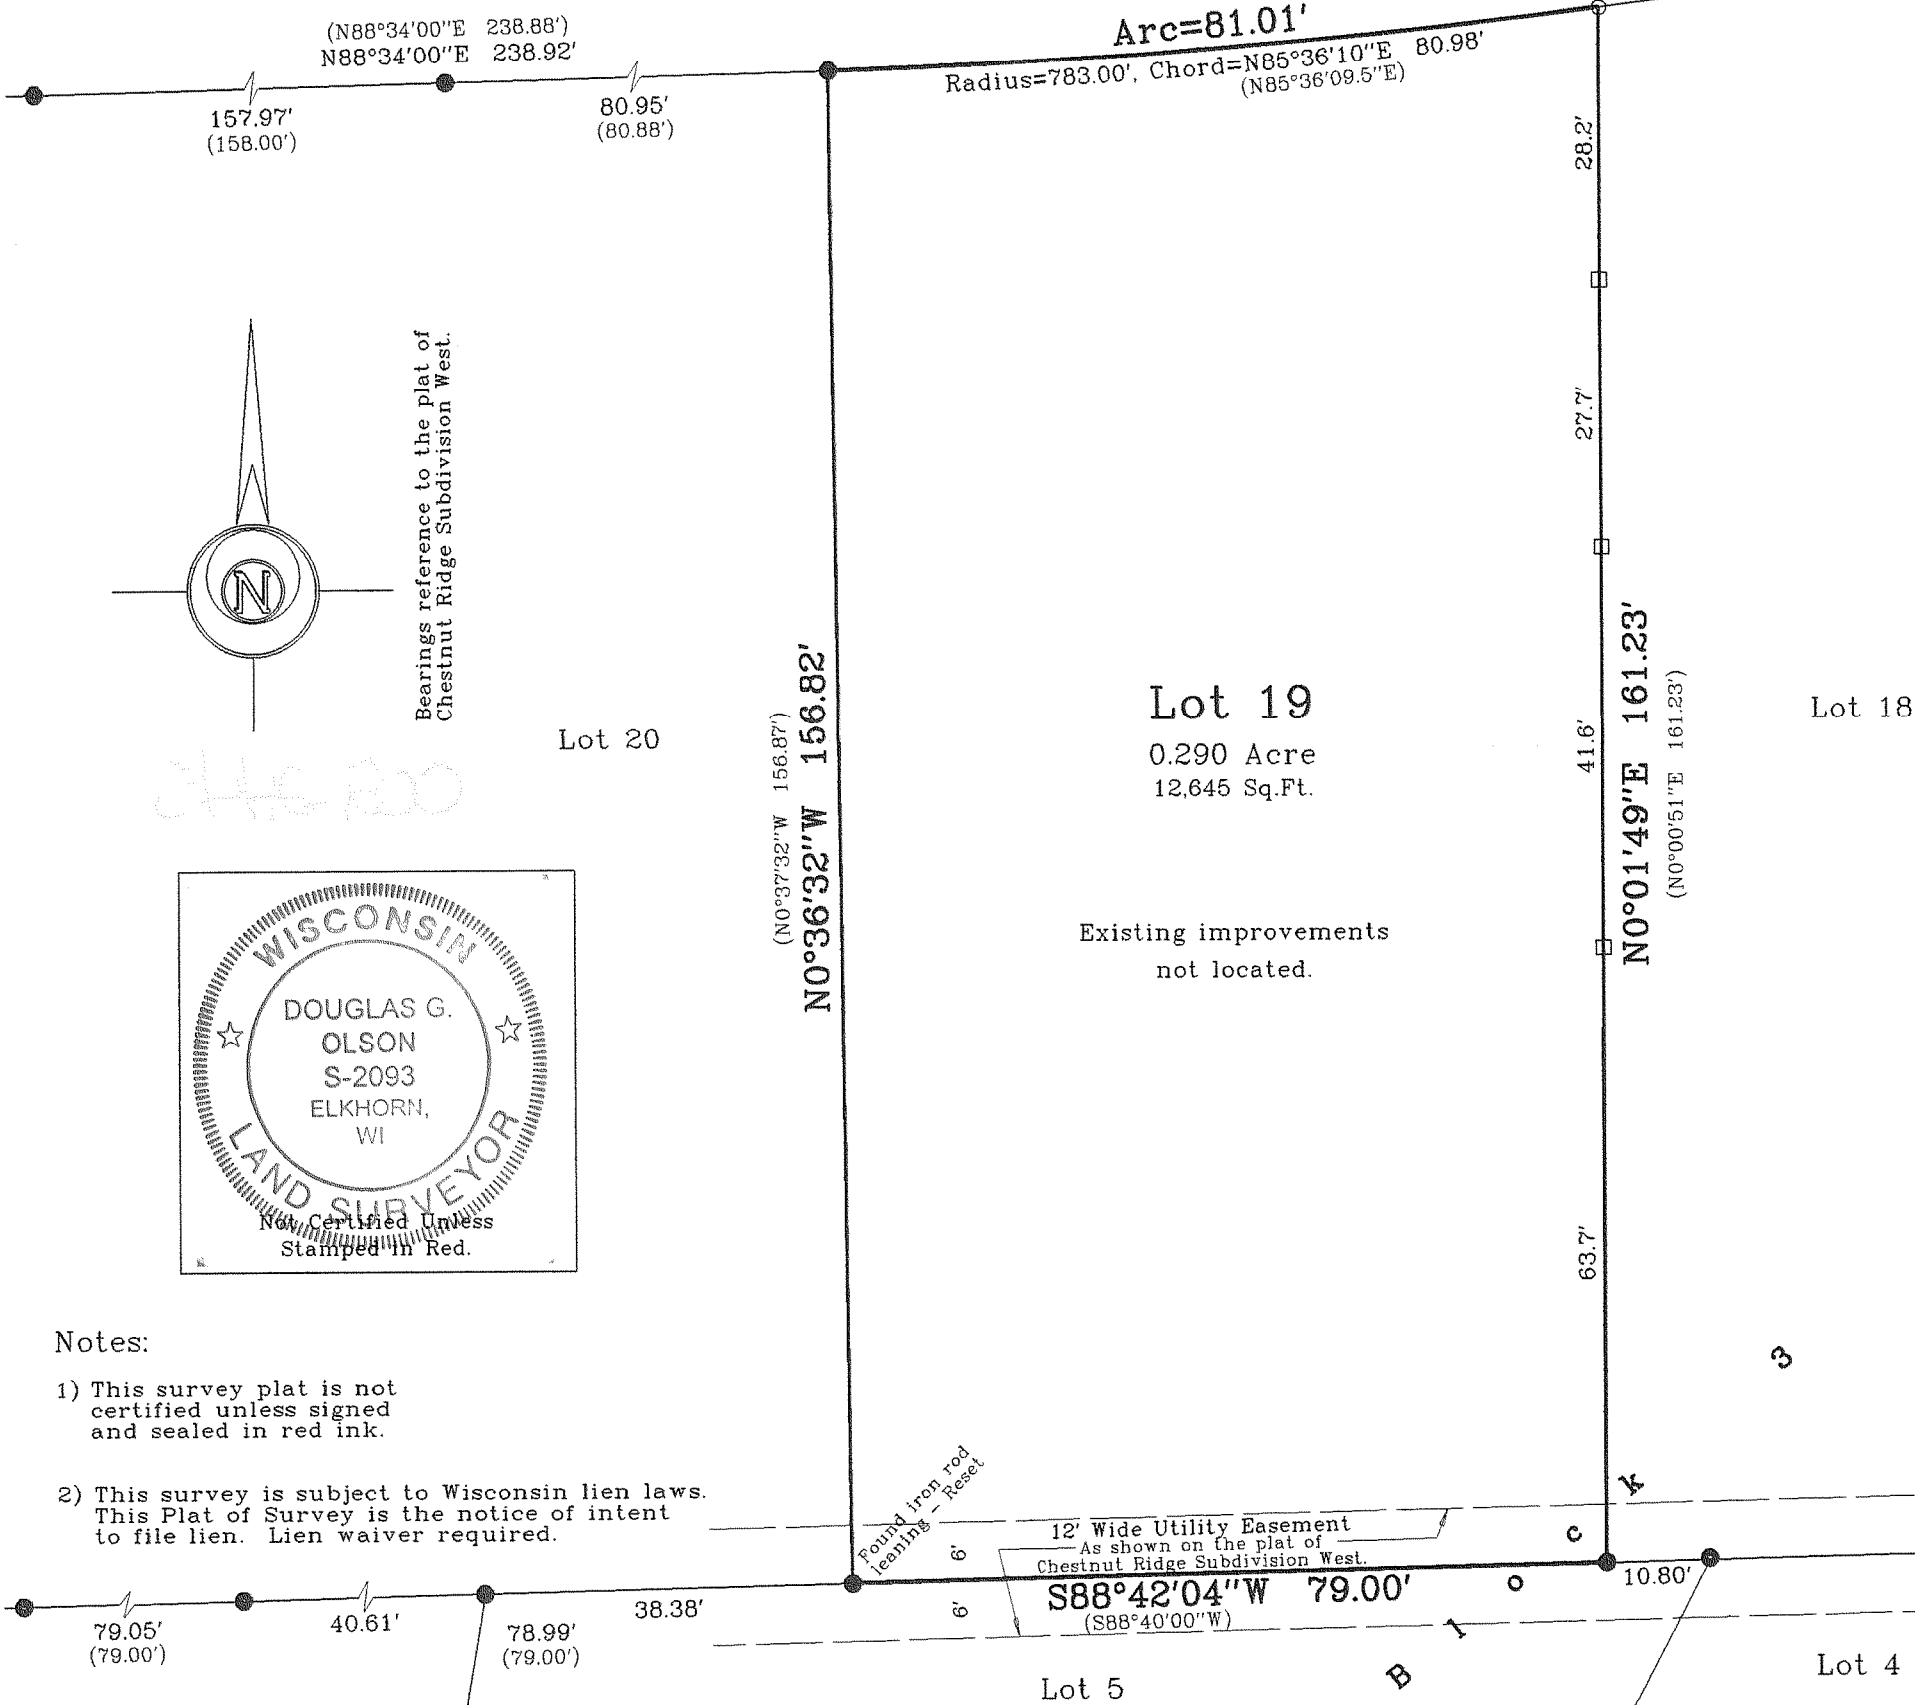 (N88°34'00"E 238.88')
N88°34'00"E 238.92'
157.97'
(158.00')
80.95'
(80.88')
Arc=81.01'
Radius=783.00', Chord=N85°36'10"E 80.98'
(N85°36'09.5"E)
28.2'
27.7'
41.6'
63.7'
Bearings reference to the plat of
Chestnut Ridge Subdivision West.
N
Lot 20
(N0°37'32"W 156.87')
N0°36'32"W 156.82'
Lot 19
0.290 Acre
12,645 Sq.Ft.
Existing improvements
not located.
N0°01'49"E 161.23'
(N0°00'51"E 161.23')
Lot 18
WISCONSIN
DOUGLAS G.
OLSON
S-2093
ELKHORN,
WI
LAND SURVEYOR
Not Certified Unless
Stamped in Red.
Notes:
1) This survey plat is not
certified unless signed
and sealed in red ink.
2) This survey is subject to Wisconsin lien laws.
This Plat of Survey is the notice of intent
to file lien. Lien waiver required.
Found iron rod
leaning - Reset
6'
6'
12' Wide Utility Easement
As shown on the plat of
Chestnut Ridge Subdivision West.
S88°42'04"W 79.00'
(S88°40'00"W)
10.80'
79.05'
(79.00')
40.61'
78.99'
(79.00')
38.38'
Block 3
Lot 5
Lot 4